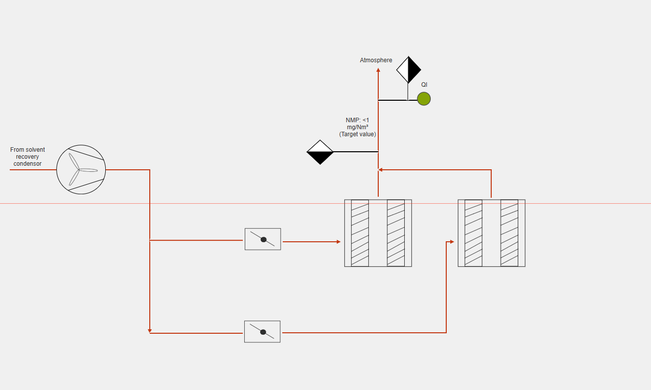 Atmosphere
QI
NMP: <1
mg/Nm³
(Target value)
From solvent
recovery
condensor